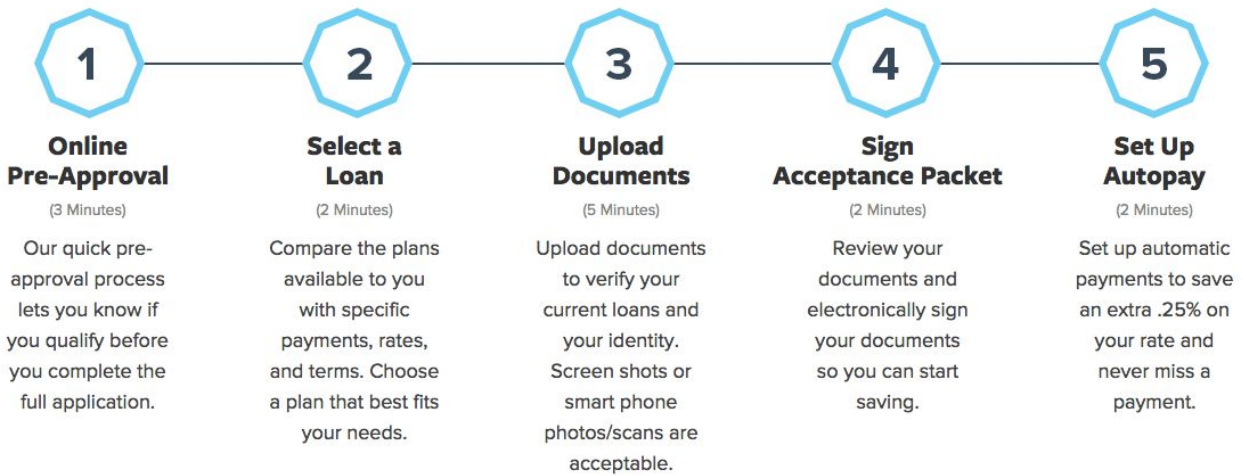 1
Online
Pre-Approval
(3 Minutes)
Our quick pre-
approval process
lets you know if
you qualify before
you complete the
full application.
2
Select a
Loan
(2 Minutes)
Compare the plans
available to you
with specific
payments, rates,
and terms. Choose
a plan that best fits
your needs.
3
Upload
Documents
(5 Minutes)
Upload documents
to verify your
current loans and
your identity.
Screen shots or
smart phone
photos/scans are
acceptable.
4
Sign
Acceptance Packet
(2 Minutes)
Review your
documents and
electronically sign
your documents
so you can start
saving.
5
Set Up
Autopay
(2 Minutes)
Set up automatic
payments to save
an extra .25% on
your rate and
never miss a
payment.